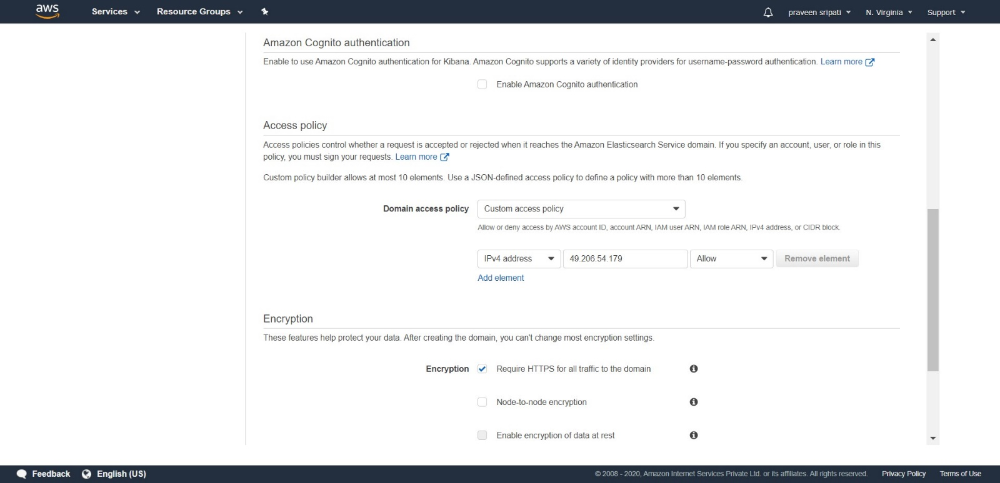 aws Services Resource Groups praveen sripati N. Virginia Support
Amazon Cognito authentication
Enable to use Amazon Cognito authentication for Kibana. Amazon Cognito supports a variety of identity providers for username-password authentication. Learn more
Enable Amazon Cognito authentication
Access policy
Access policies control whether a request is accepted or rejected when it reaches the Amazon Elasticsearch Service domain. If you specify an account, user, or role in this
policy, you must sign your requests. Learn more
Custom policy builder allows at most 10 elements. Use a JSON-defined access policy to define a policy with more than 10 elements.
Domain access policy Custom access policy
Allow or deny access by AWS account ID, account ARN, IAM user ARN, IAM role ARN, IPv4 address, or CIDR block.
IPv4 address 49.206.54.179 Allow Remove element
Add element
Encryption
These features help protect your data. After creating the domain, you can't change most encryption settings.
Encryption Require HTTPS for all traffic to the domain
Node-to-node encryption
Enable encryption of data at rest
Feedback English (US) © 2008 - 2020, Amazon Internet Services Private Ltd. or its affiliates. All rights reserved. Privacy Policy Terms of Use